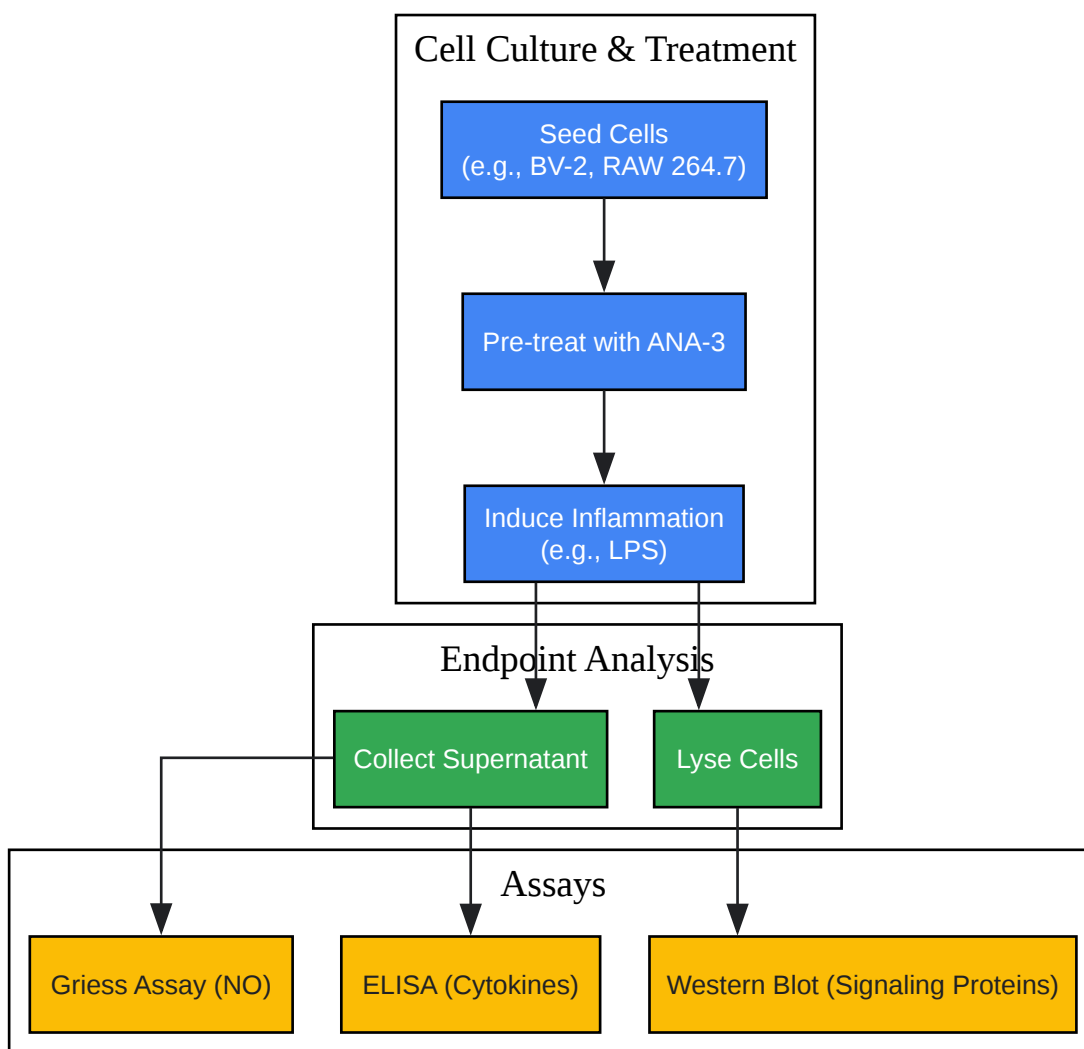 Cell Culture & Treatment
Seed Cells
(e.g., BV-2, RAW 264.7)
Pre-treat with ANA-3
Induce Inflammation
(e.g., LPS)
Endpoint Analysis
Collect Supernatant
Lyse Cells
Assays
Griess Assay (NO)
ELISA (Cytokines)
Western Blot (Signaling Proteins)